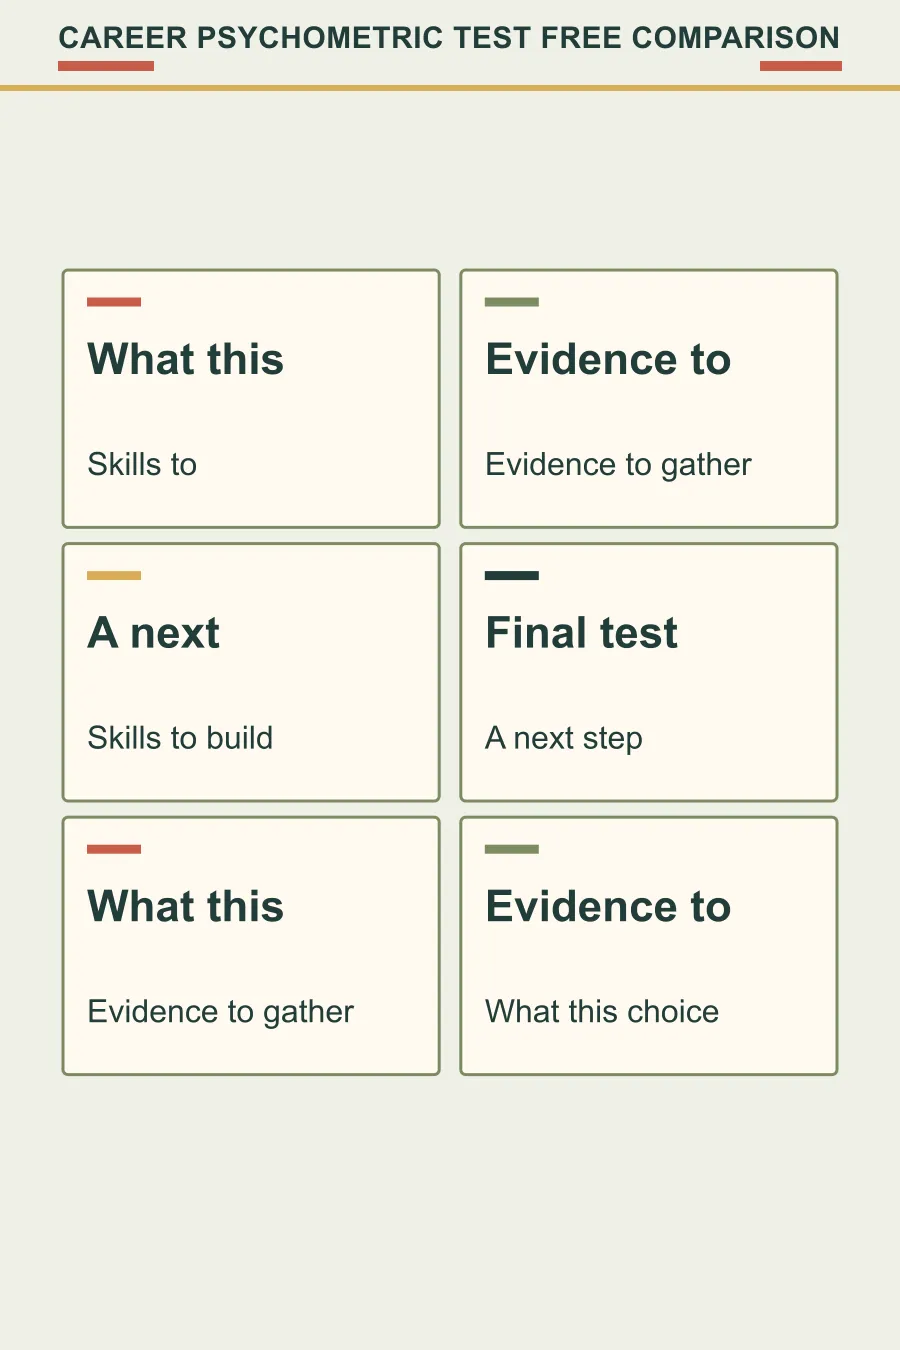 CAREER PSYCHOMETRIC TEST FREE COMPARISON
What this
Skills to
Evidence to
Evidence to gather
A next
Skills to build
Final test
A next step
What this
Evidence to gather
Evidence to
What this choice